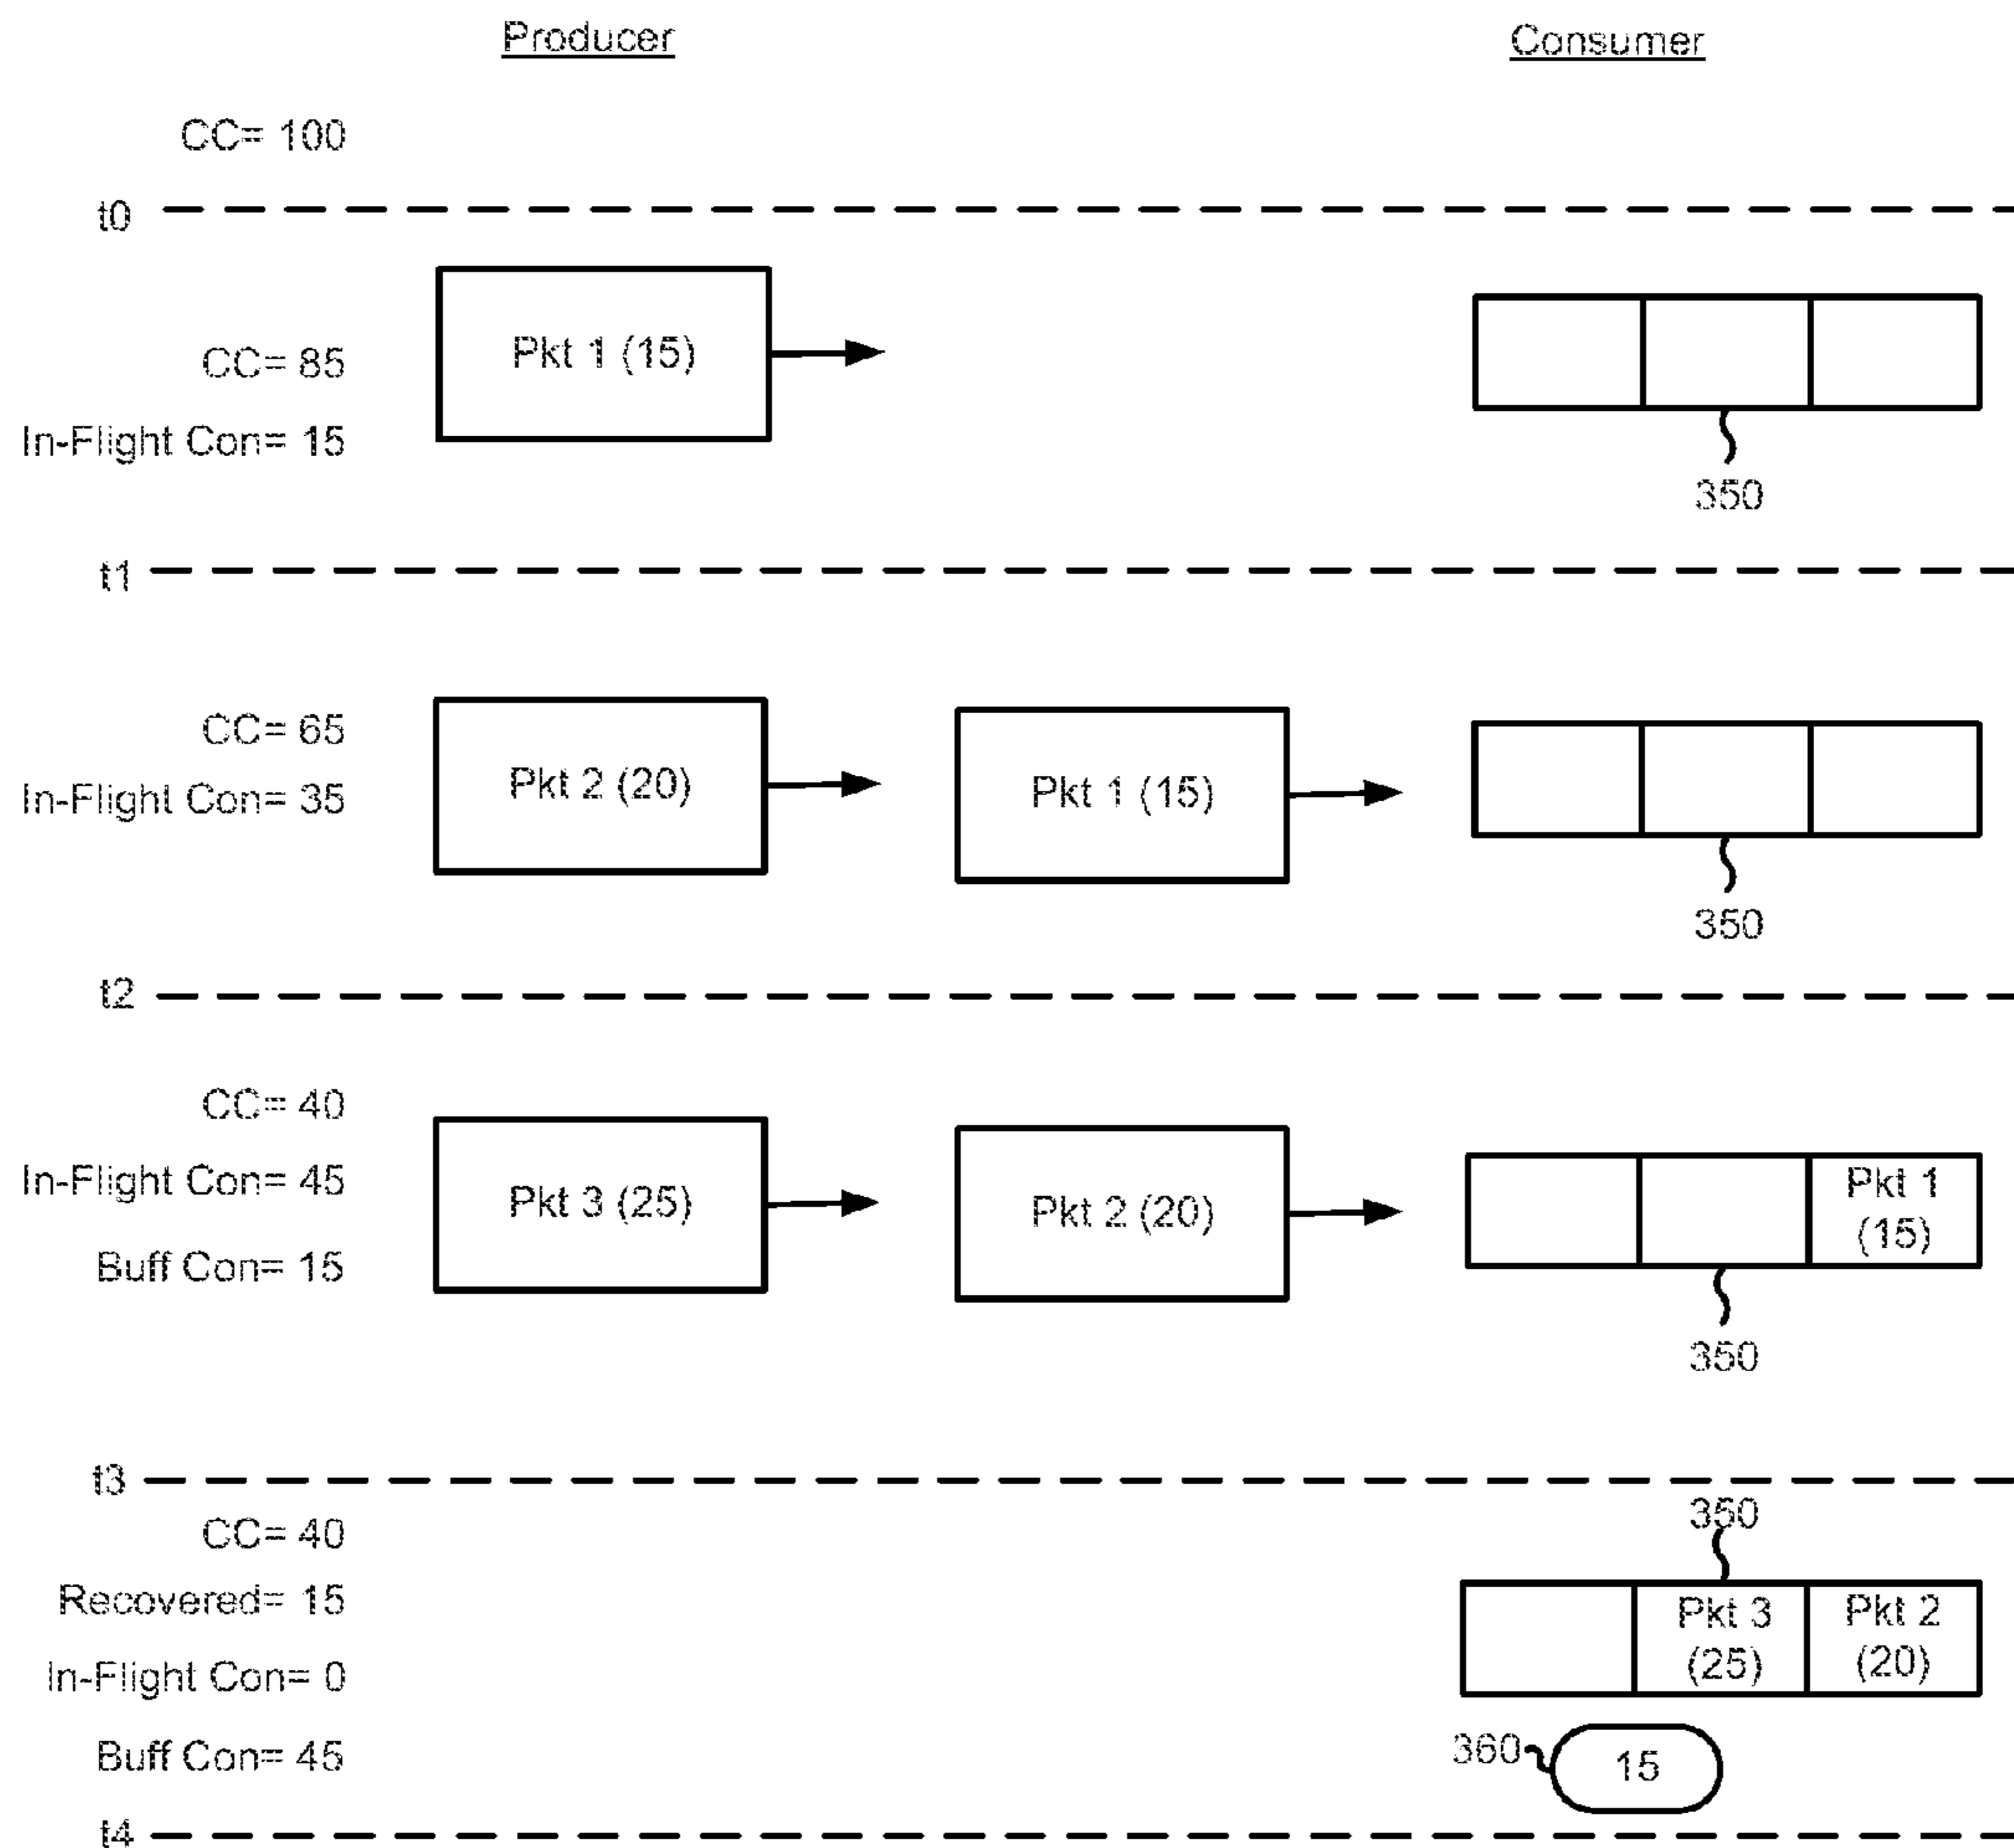 Producer
Consumer
CC= 100
t0
Pkt 1 (15)
CC= 85
In-Flight Con= 15
350
t1
CC= 65
Pkt 2 (20)
Pkt 1 (15)
In-Flight Con= 35
350
t2
CC= 40
In-Flight Con= 45
Pkt 3 (25)
Pkt 2 (20)
Pkt 1
(15)
Buff Con= 15
350
t3
350
CC= 40
Recovered= 15
Pkt 3
(25)
Pkt 2
(20)
In-Flight Con= 0
Buff Con= 45
360
15
t4